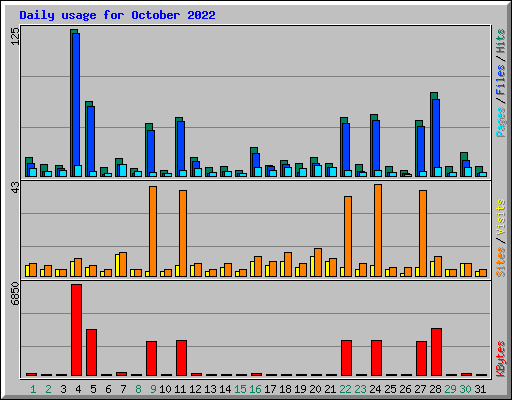 Daily usage for October 2022
125
Pages / Files / Hits
43
Sites / Visits
6850
KBytes
1 2 3 4 5 6 7 8 9 10 11 12 13 14 15 16 17 18 19 20 21 22 23 24 25 26 27 28 29 30 31